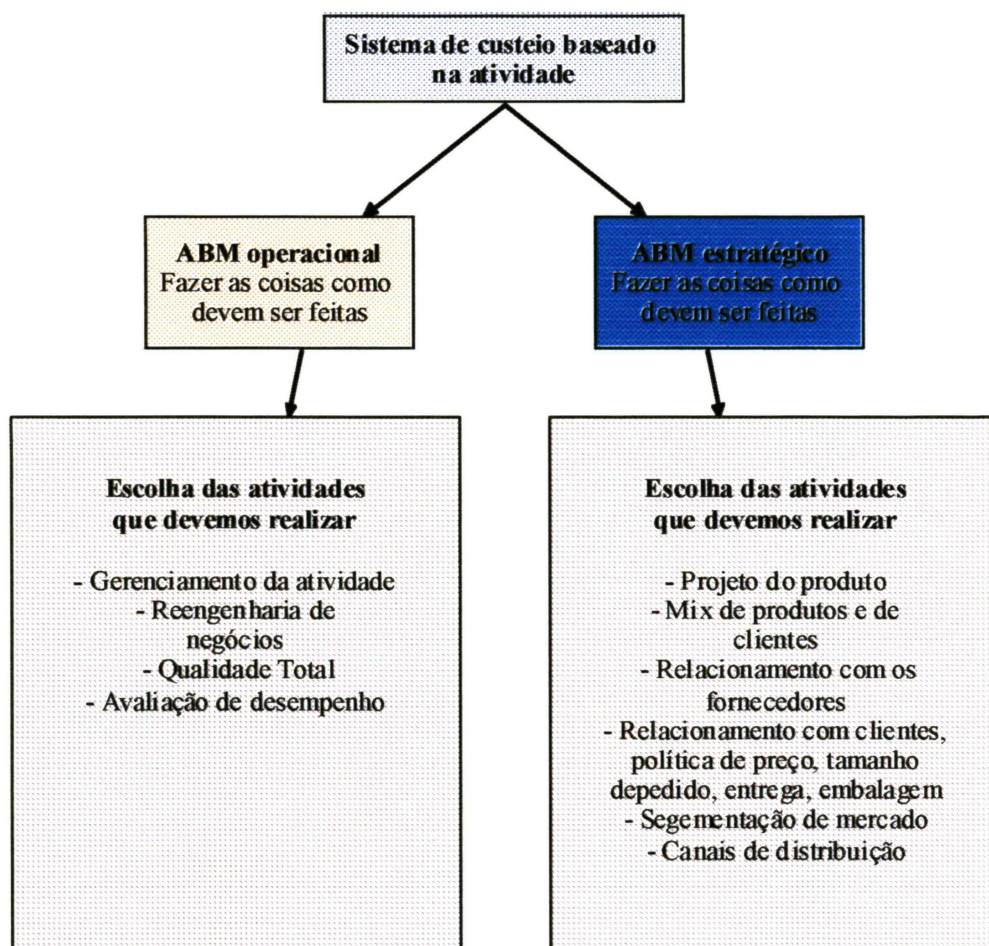 Sistema de custeio baseado
na atividade
ABM operacional
Fazer as coisas como
devem ser feitas
ABM estratégico
Fazer as coisas como
devem ser feitas
Escolha das atividades
que devemos realizar
- Gerenciamento da atividade
- Reengenharia de
negócios
- Qualidade Total
- Avaliação de desempenho
Escolha das atividades
que devemos realizar
- Projeto do produto
- Mix de produtos e de
clientes
- Relacionamento com os
fornecedores
- Relacionamento com clientes,
política de preço, tamanho
depedido, entrega, embalagem
- Segementação de mercado
- Canais de distribuição